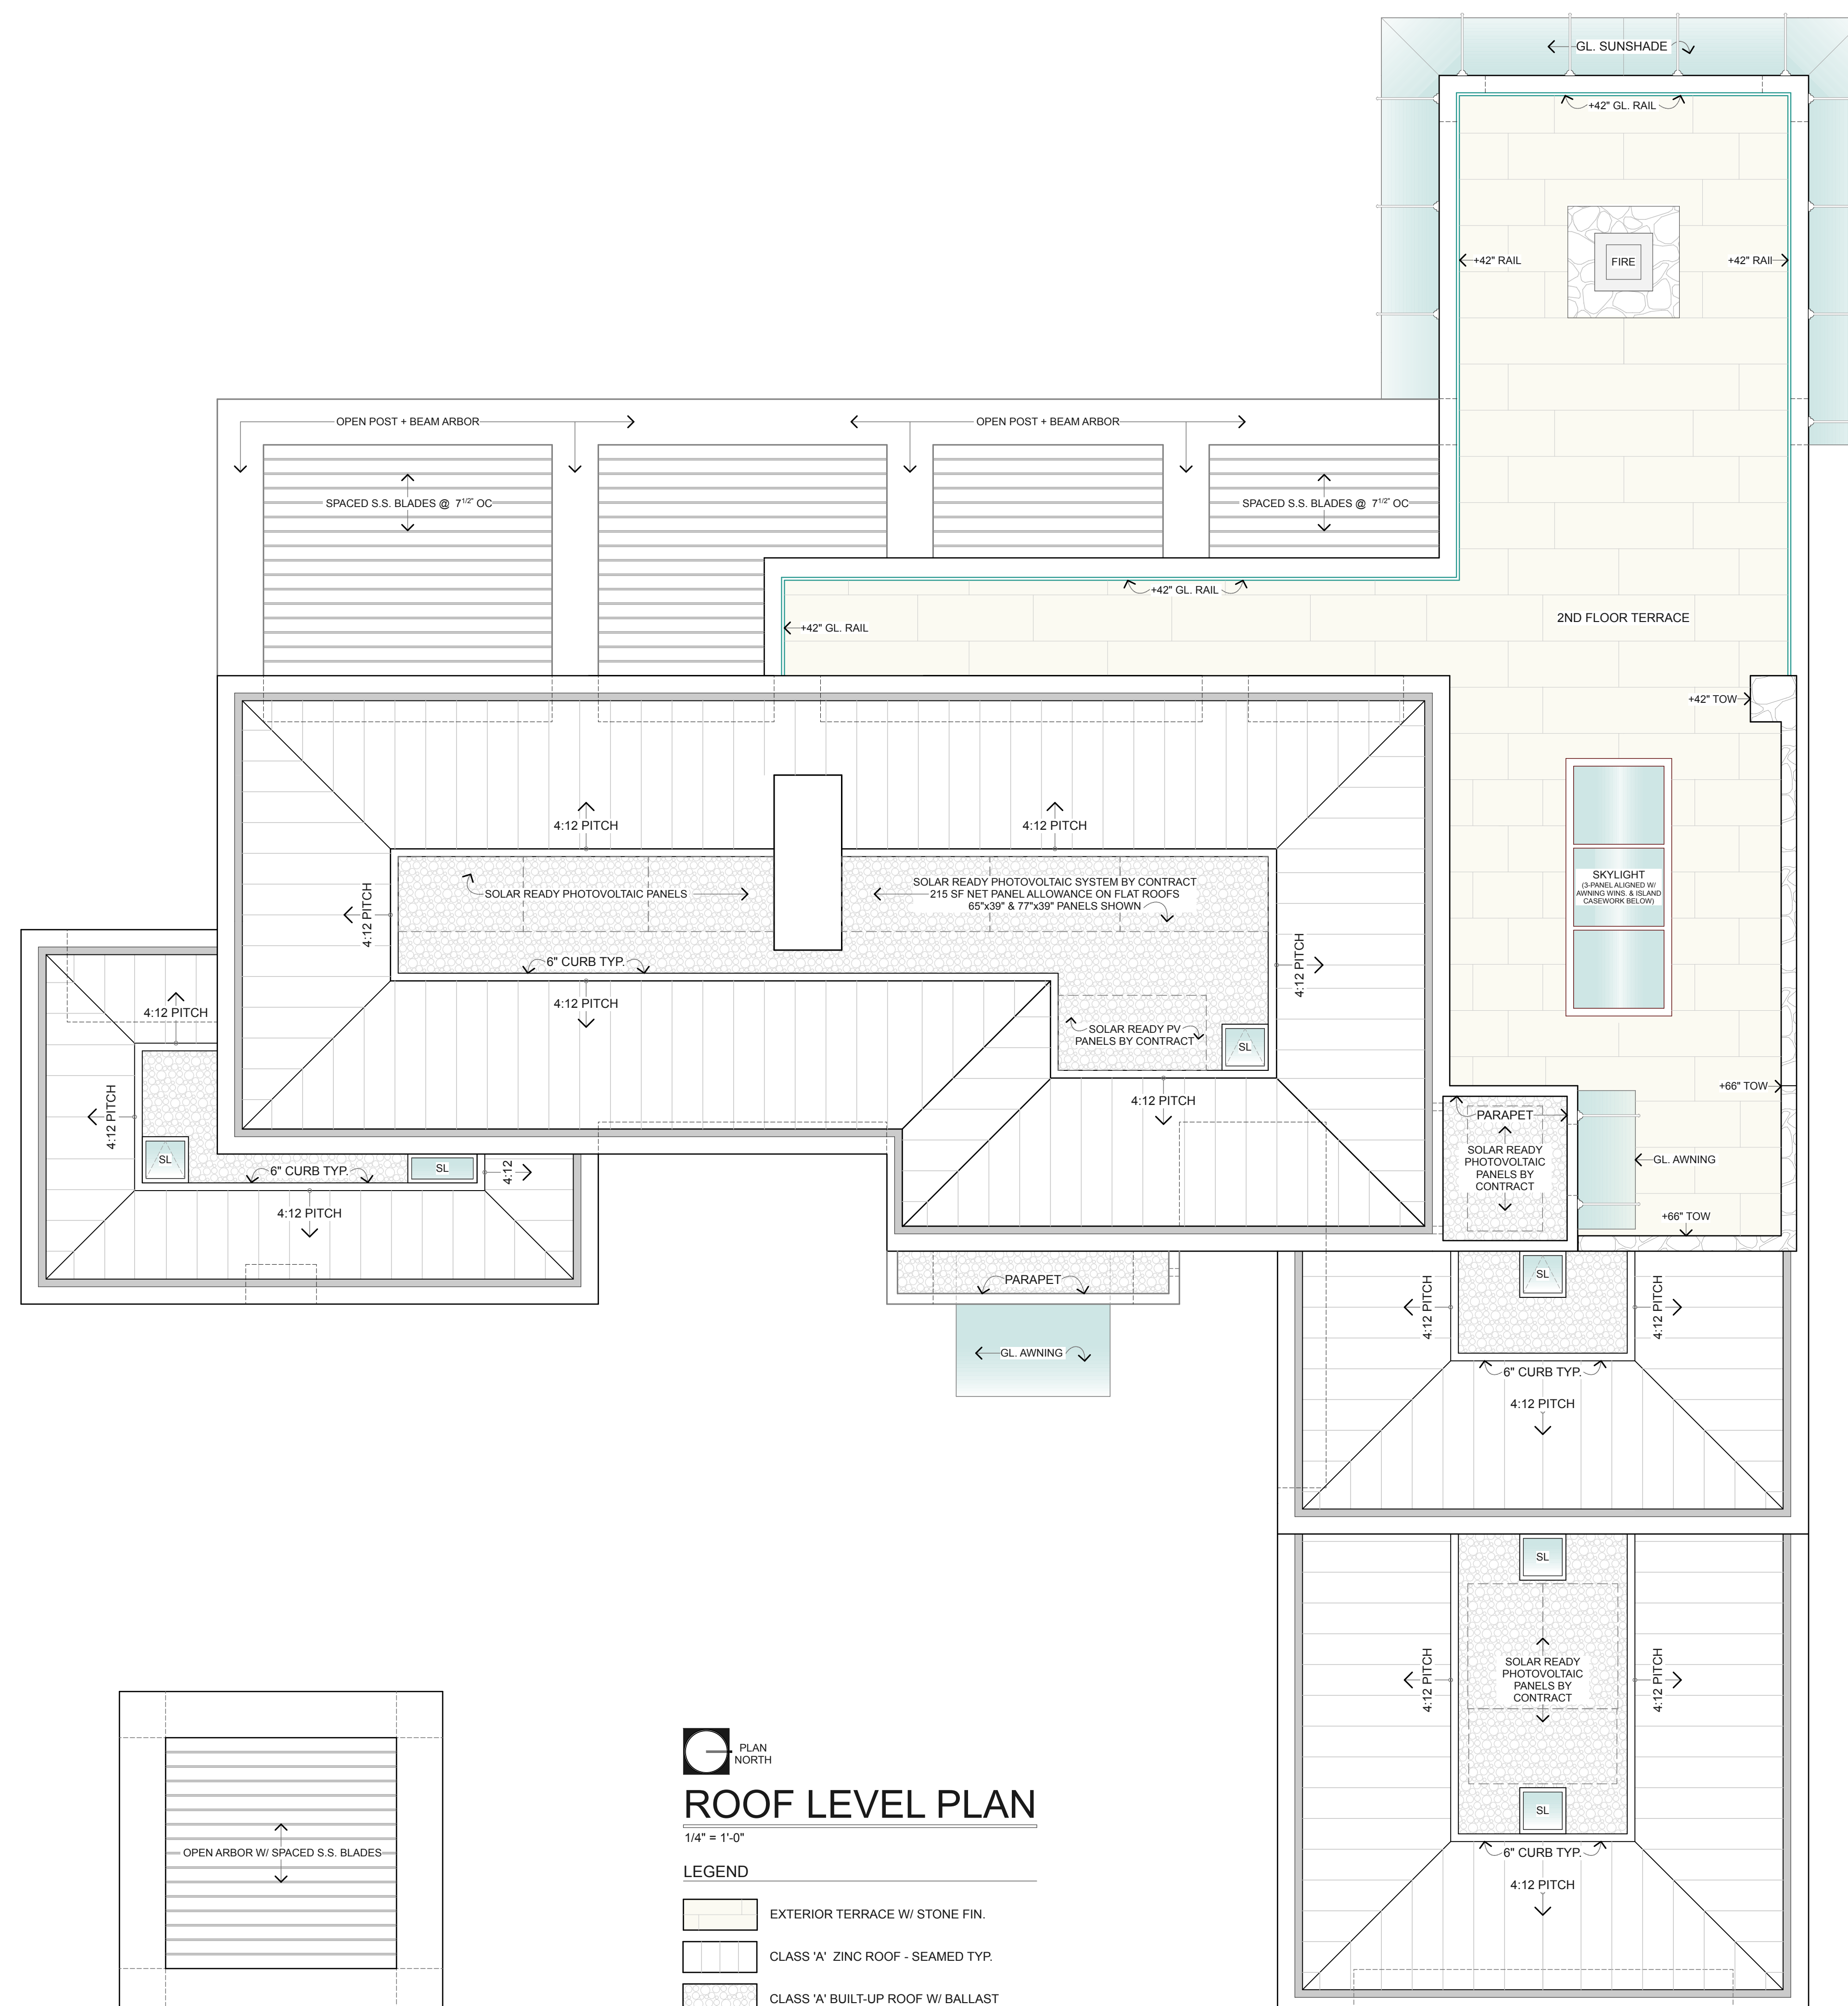 GL. SUNSHADE
+42" GL. RAIL
+42" RAIL
FIRE
+42" RAIl
OPEN POST + BEAM ARBOR
OPEN POST + BEAM ARBOR
SPACED S.S. BLADES @ 7 1/2" OC
SPACED S.S. BLADES @ 7 1/2" OC
+42" GL. RAIL
+42" GL. RAIL
2ND FLOOR TERRACE
+42" TOW
4:12 PITCH
4:12 PITCH
SKYLIGHT
(3-PANEL ALIGNED W/
AWNING WINS. & ISLAND
CASEWORK BELOW)
SOLAR READY PHOTOVOLTAIC PANELS
SOLAR READY PHOTOVOLTAIC SYSTEM BY CONTRACT
215 SF NET PANEL ALLOWANCE ON FLAT ROOFS
65"x39" & 77"x39" PANELS SHOWN
4:12 PITCH
6" CURB TYP.
4:12 PITCH
4:12 PITCH
4:12 PITCH
SOLAR READY PV
PANELS BY CONTRACT
SL
4:12 PITCH
4:12 PITCH
+66" TOW
PARAPET
SOLAR READY
PHOTOVOLTAIC
PANELS BY
CONTRACT
GL. AWNING
SL
6" CURB TYP.
SL
4:12
4:12 PITCH
+66" TOW
PARAPET
SL
4:12 PITCH
4:12 PITCH
GL. AWNING
6" CURB TYP.
4:12 PITCH
SL
SOLAR READY
PHOTOVOLTAIC
PANELS BY
CONTRACT
4:12 PITCH
4:12 PITCH
SL
6" CURB TYP.
4:12 PITCH
OPEN ARBOR W/ SPACED S.S. BLADES
PLAN
NORTH
ROOF LEVEL PLAN
1/4" = 1'-0"
LEGEND
EXTERIOR TERRACE W/ STONE FIN.
CLASS 'A' ZINC ROOF - SEAMED TYP.
CLASS 'A' BUILT-UP ROOF W/ BALLAST